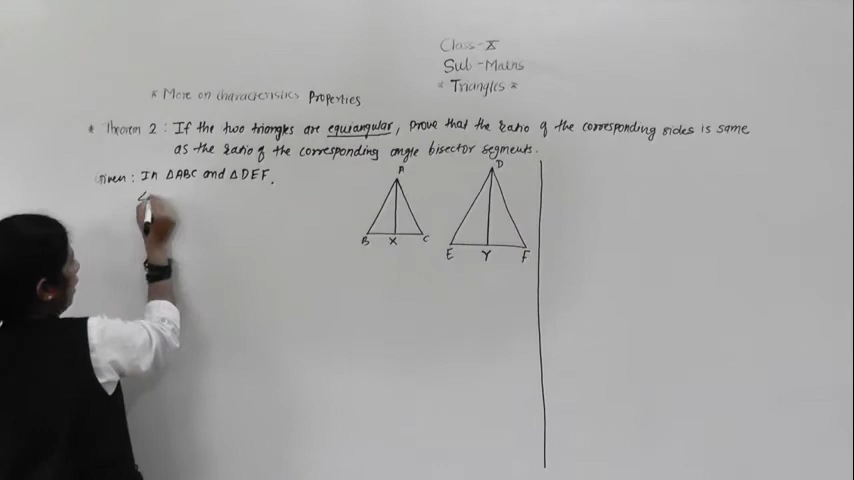 Class-X
Sub-Maths
* Triangles *
* More on characteristics Properties
* Theorem 2: If the two triangles are equiangular, prove that the ratio of the corresponding sides is same
as the ratio of the corresponding angle bisector segments.
Given: In △ABC and △DEF.
∠
A
B X C
D
E Y F